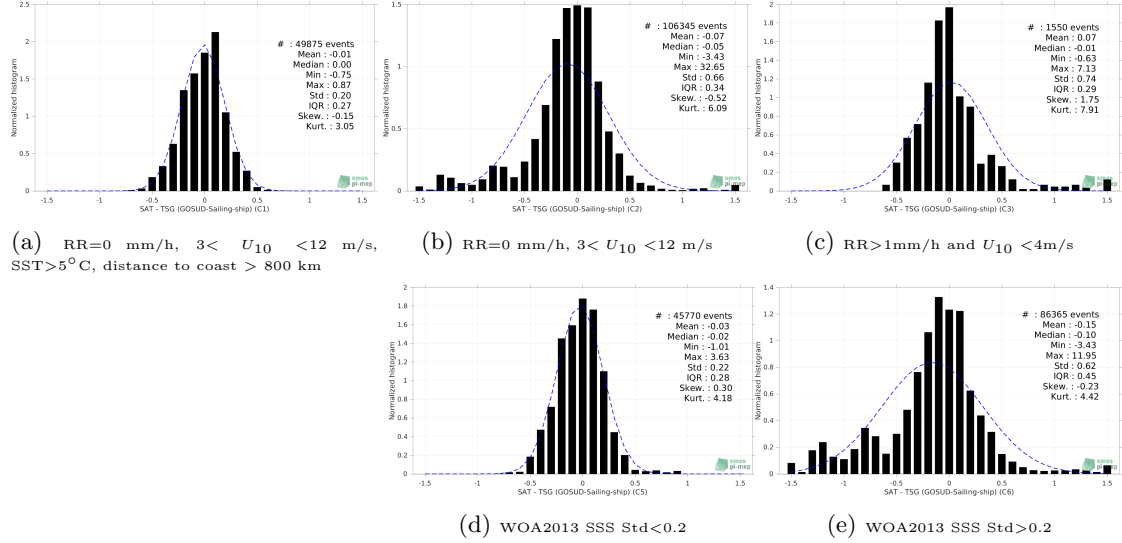 2.5
2
1.5
1
0.5
0
-1.5 -1 -0.5 0 0.5 1 1.5
Normalized histogram
# : 49875 events
Mean : -0.01
Median : 0.00
Min : -0.75
Max : 0.87
Std : 0.20
IQR : 0.27
Skew. : -0.15
Kurt. : 3.05
smos
pi-mep
SAT - TSG (GOSUD-Sailing-ship) (C1)
(a) RR=0 mm/h, 3< U10 <12 m/s,
SST>5°C, distance to coast > 800 km
1.5
1
0.5
0
-1.5 -1 -0.5 0 0.5 1 1.5
Normalized histogram
# : 106345 events
Mean : -0.07
Median : -0.05
Min : -3.43
Max : 32.65
Std : 0.66
IQR : 0.34
Skew. : -0.52
Kurt. : 6.09
smos
pi-mep
SAT - TSG (GOSUD-Sailing-ship) (C2)
(b) RR=0 mm/h, 3< U10 <12 m/s
2
1.8
1.6
1.4
1.2
1
0.8
0.6
0.4
0.2
0
-1.5 -1 -0.5 0 0.5 1 1.5
Normalized histogram
# : 1550 events
Mean : 0.07
Median : -0.01
Min : -0.63
Max : 7.13
Std : 0.74
IQR : 0.29
Skew. : 1.75
Kurt. : 7.91
smos
pi-mep
SAT - TSG (GOSUD-Sailing-ship) (C3)
(c) RR>1mm/h and U10 <4m/s
2
1.8
1.6
1.4
1.2
1
0.8
0.6
0.4
0.2
0
-1.5 -1 -0.5 0 0.5 1 1.5
Normalized histogram
# : 45770 events
Mean : -0.03
Median : -0.02
Min : -1.01
Max : 3.63
Std : 0.22
IQR : 0.28
Skew. : 0.30
Kurt. : 4.18
smos
pi-mep
SAT - TSG (GOSUD-Sailing-ship) (C5)
(d) WOA2013 SSS Std<0.2
1.4
1.2
1
0.8
0.6
0.4
0.2
0
-1.5 -1 -0.5 0 0.5 1 1.5
Normalized histogram
# : 86365 events
Mean : -0.15
Median : -0.10
Min : -3.43
Max : 11.95
Std : 0.62
IQR : 0.45
Skew. : -0.23
Kurt. : 4.42
smos
pi-mep
SAT - TSG (GOSUD-Sailing-ship) (C6)
(e) WOA2013 SSS Std>0.2